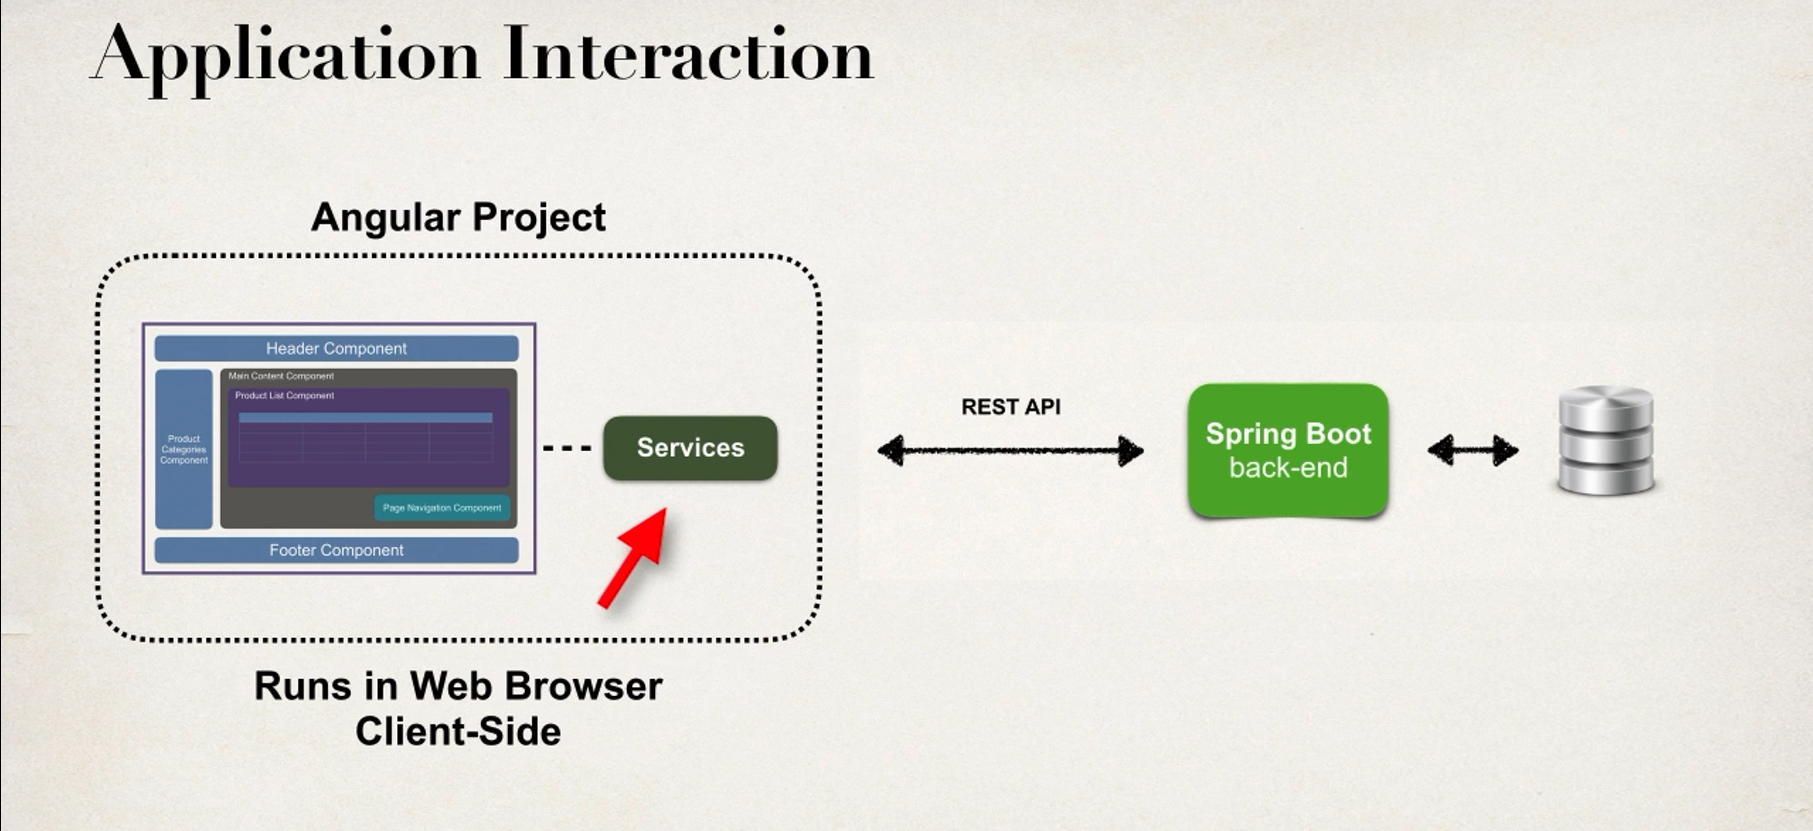 Application Interaction
Angular Project
Header Component
Main Content Component
Product List Component
Product
Categories
Component
Page Navigation Component
Footer Component
Services
REST API
Spring Boot
back-end
Runs in Web Browser
Client-Side